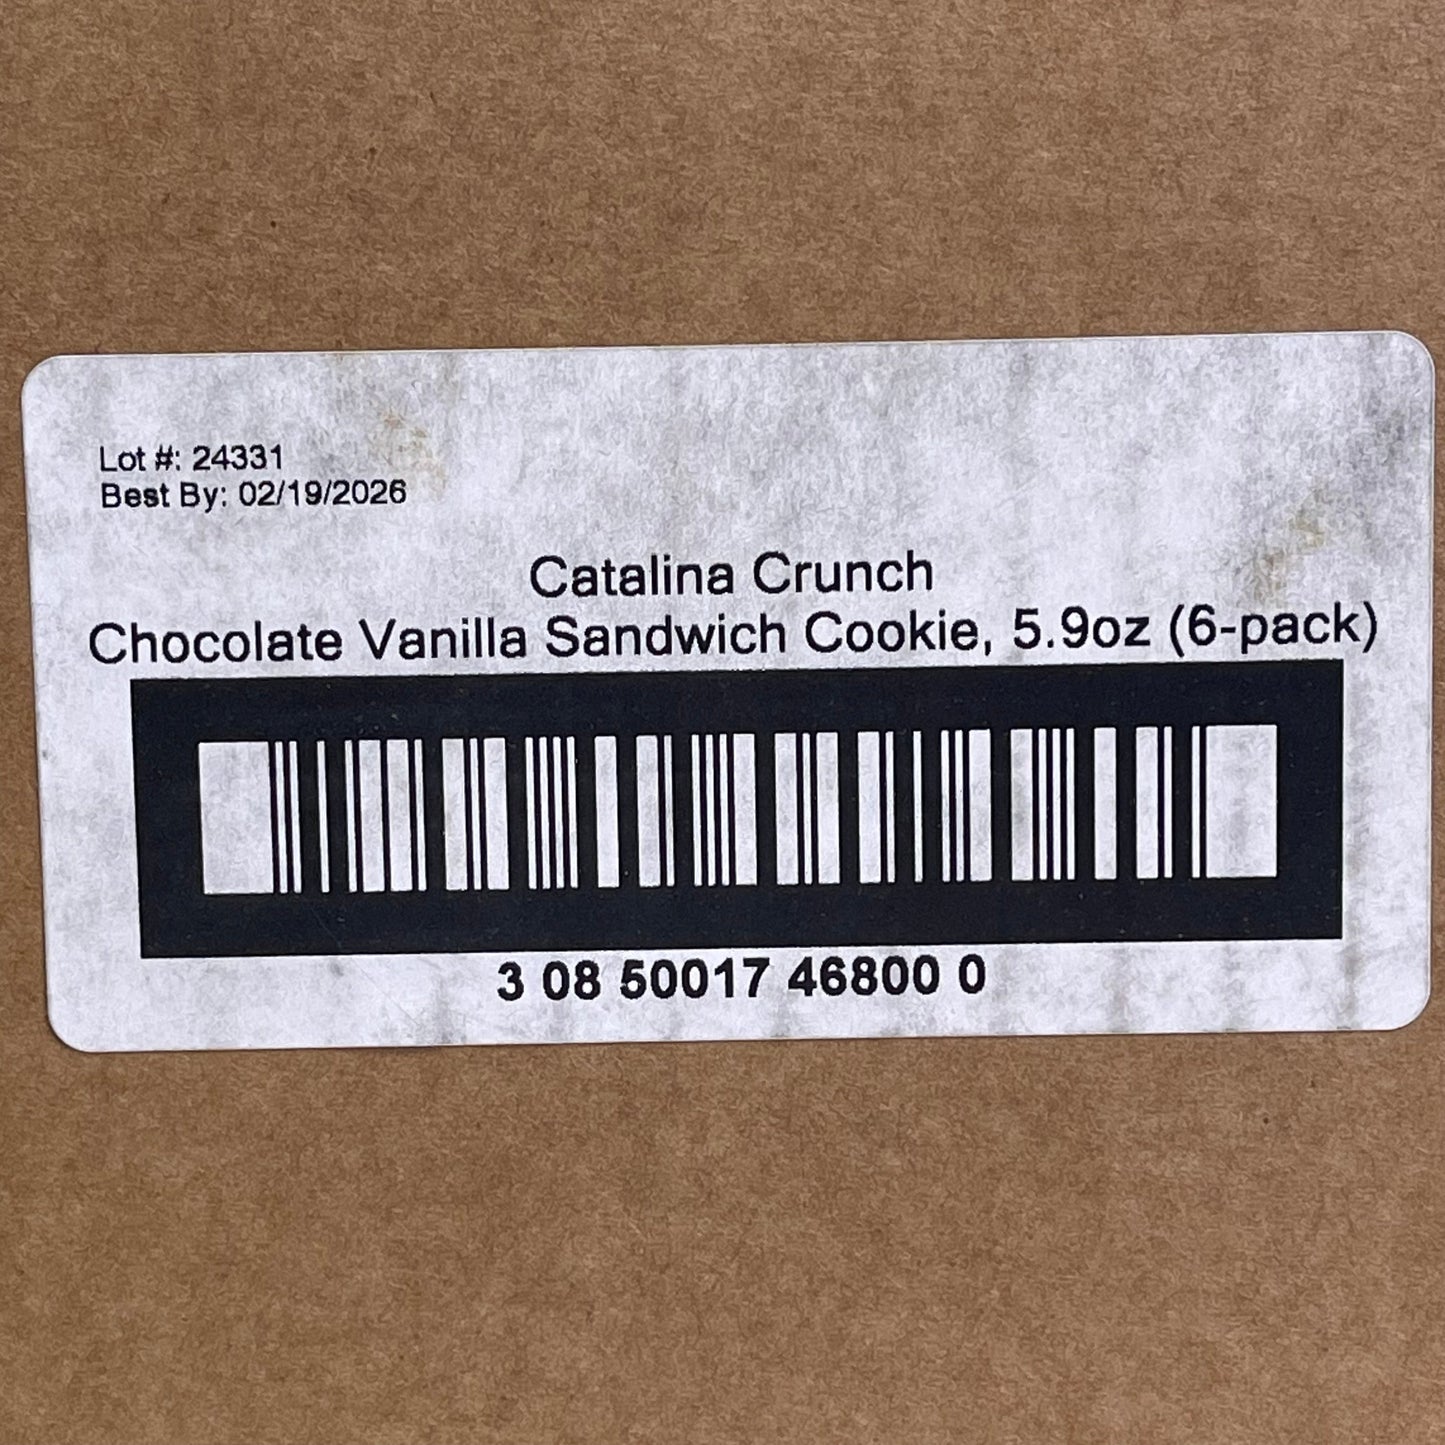 Lot #: 24331
Best By: 02/19/2026
Catalina Crunch
Chocolate Vanilla Sandwich Cookie, 5.9oz (6-pack)
3 08 50017 46800 0